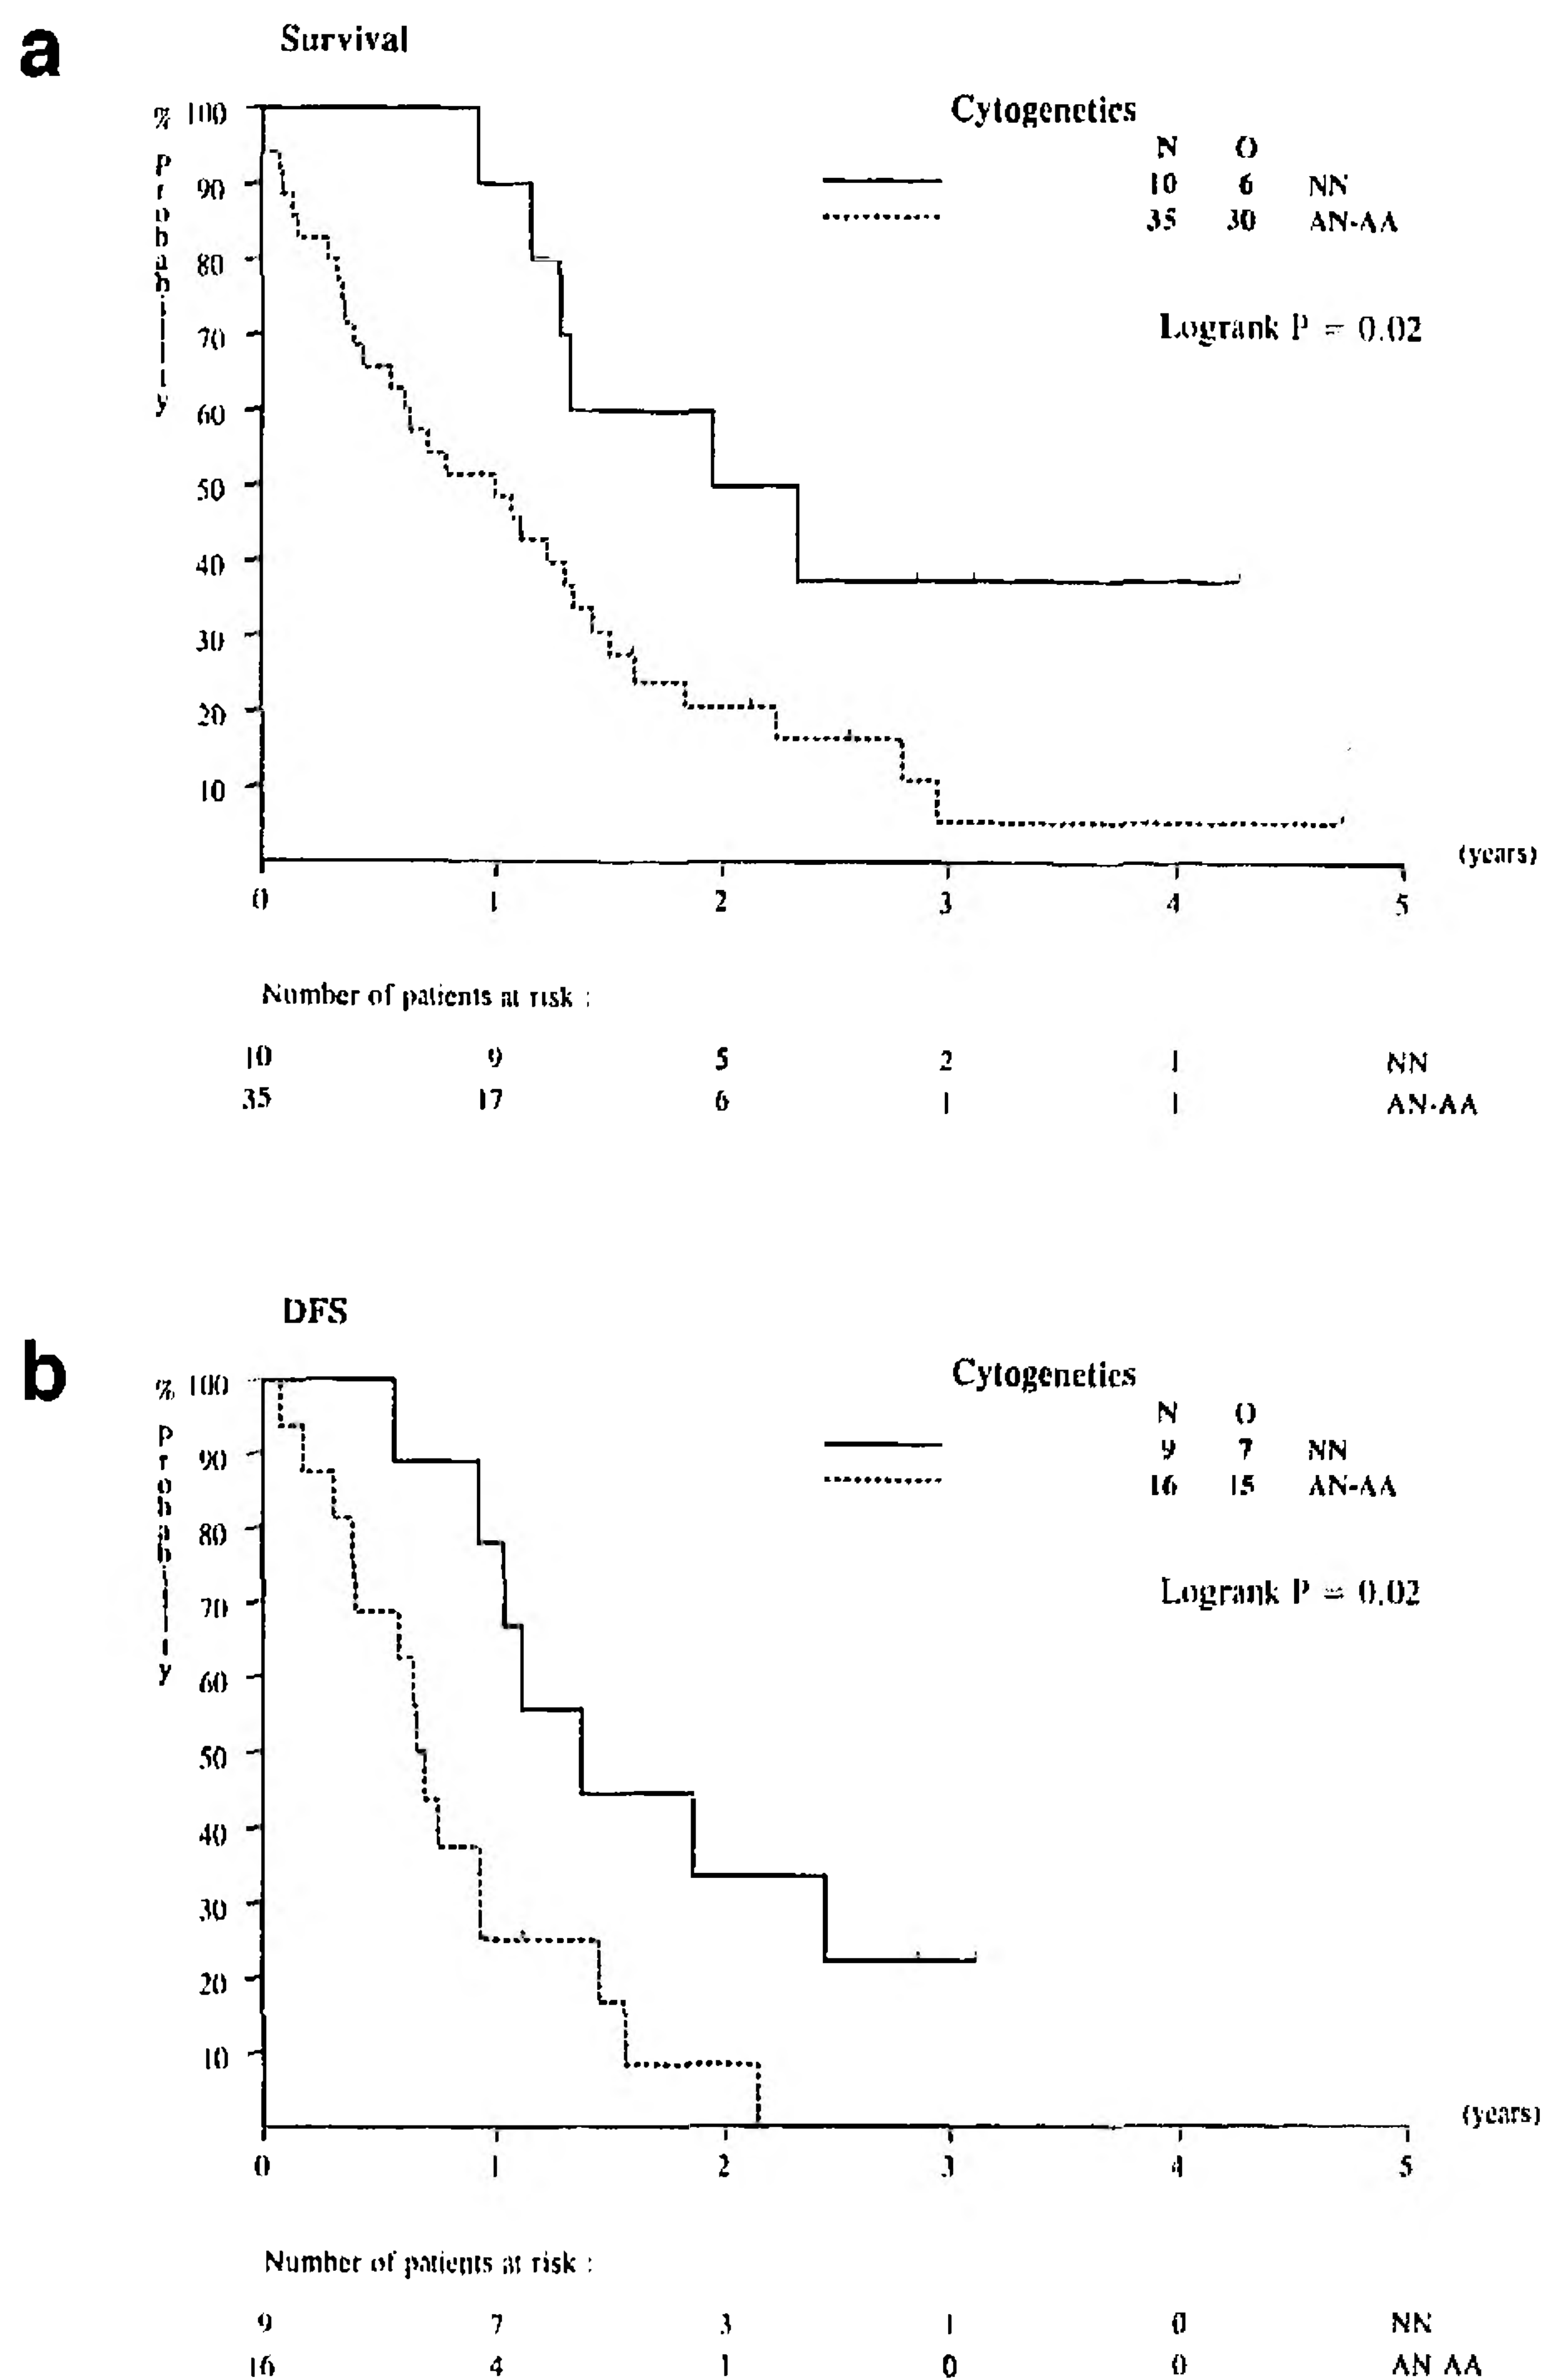 a
Survival
% Probability
100
90
80
70
60
50
40
30
20
10
Cytogenetics
N O
10 6 NN
35 30 AN-AA
Logrank P = 0.02
(years)
0 1 2 3 4 5
Number of patients at risk :
10 9 5 2 1 NN
35 17 6 1 1 AN-AA
b
DFS
% Probability
100
90
80
70
60
50
40
30
20
10
Cytogenetics
N O
9 7 NN
16 15 AN-AA
Logrank P = 0.02
(years)
0 1 2 3 4 5
Number of patients at risk :
9 7 3 1 0 NN
16 4 1 0 0 AN AA